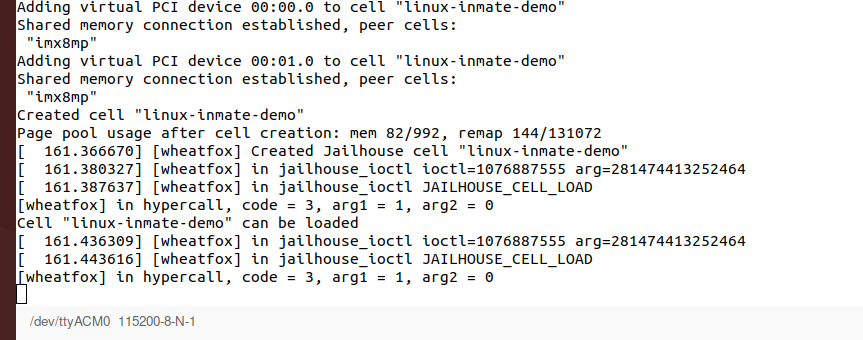 Adding virtual PCI device 00:00.0 to cell "linux-inmate-demo"
Shared memory connection established, peer cells:
 "imx8mp"
Adding virtual PCI device 00:01.0 to cell "linux-inmate-demo"
Shared memory connection established, peer cells:
 "imx8mp"
Created cell "linux-inmate-demo"
Page pool usage after cell creation: mem 82/992, remap 144/131072
[  161.366670] [wheatfox] Created Jailhouse cell "linux-inmate-demo"
[  161.380327] [wheatfox] in jailhouse_ioctl ioctl=1076887555 arg=281474413252464
[  161.387637] [wheatfox] in jailhouse_ioctl JAILHOUSE_CELL_LOAD
[wheatfox] in hypercall, code = 3, arg1 = 1, arg2 = 0
Cell "linux-inmate-demo" can be loaded
[  161.436309] [wheatfox] in jailhouse_ioctl ioctl=1076887555 arg=281474413252464
[  161.443616] [wheatfox] in jailhouse_ioctl JAILHOUSE_CELL_LOAD
[wheatfox] in hypercall, code = 3, arg1 = 1, arg2 = 0
/dev/ttyACM0  115200-8-N-1